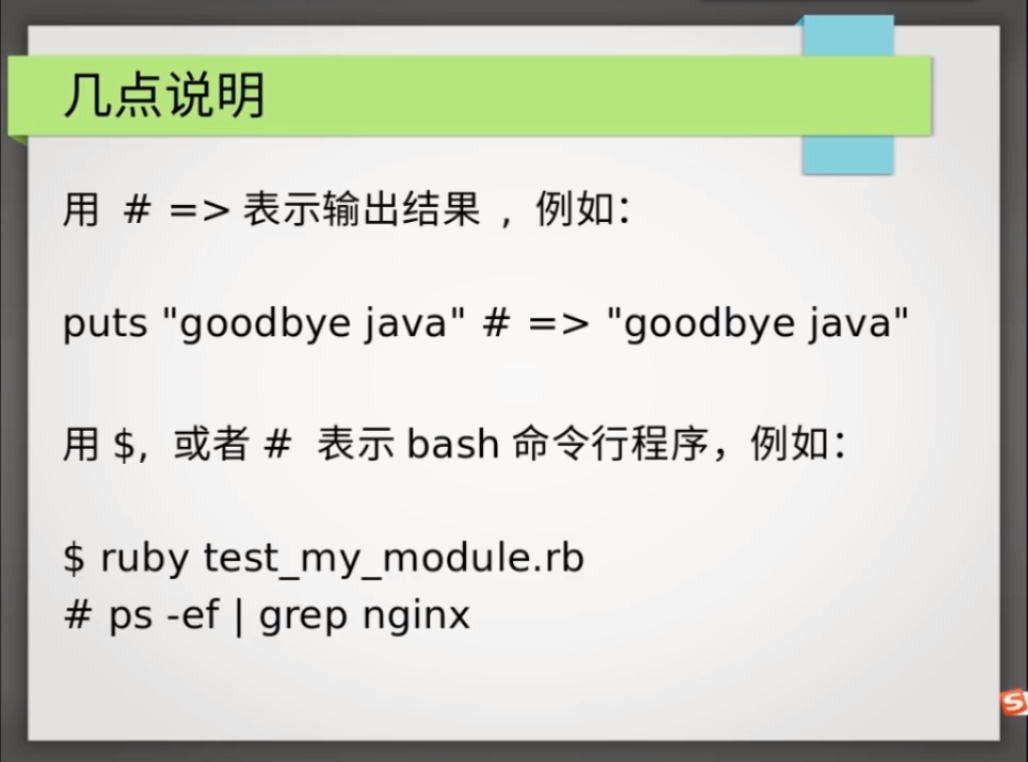 几点说明
用 # => 表示输出结果 , 例如：
puts "goodbye java" # => "goodbye java"
用 $, 或者 # 表示 bash 命令行程序，例如：
$ ruby test_my_module.rb
# ps -ef | grep nginx
S